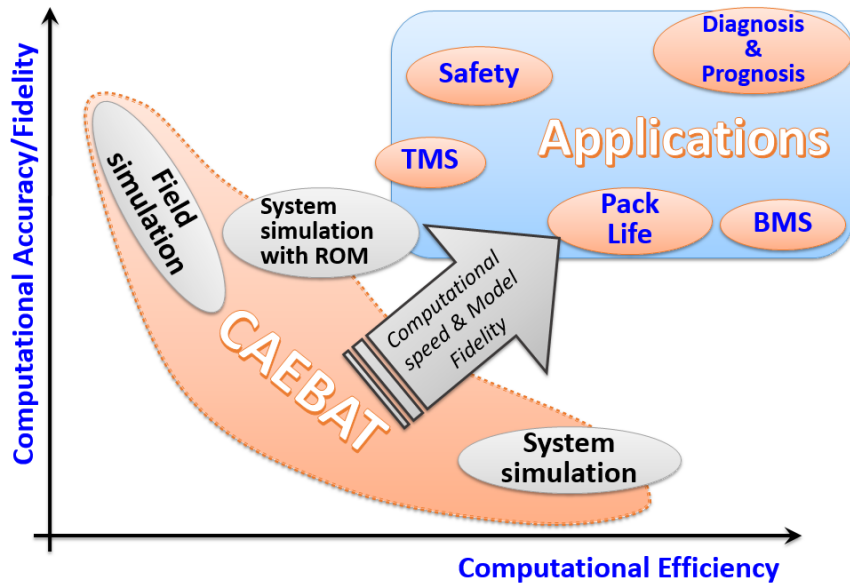 Computational Accuracy/Fidelity
Field
simulation
System
simulation
with ROM
CAEBAT
Computational
speed & Model
Fidelity
System
simulation
Safety
Diagnosis
&
Prognosis
Applications
TMS
Pack
Life
BMS
Computational Efficiency